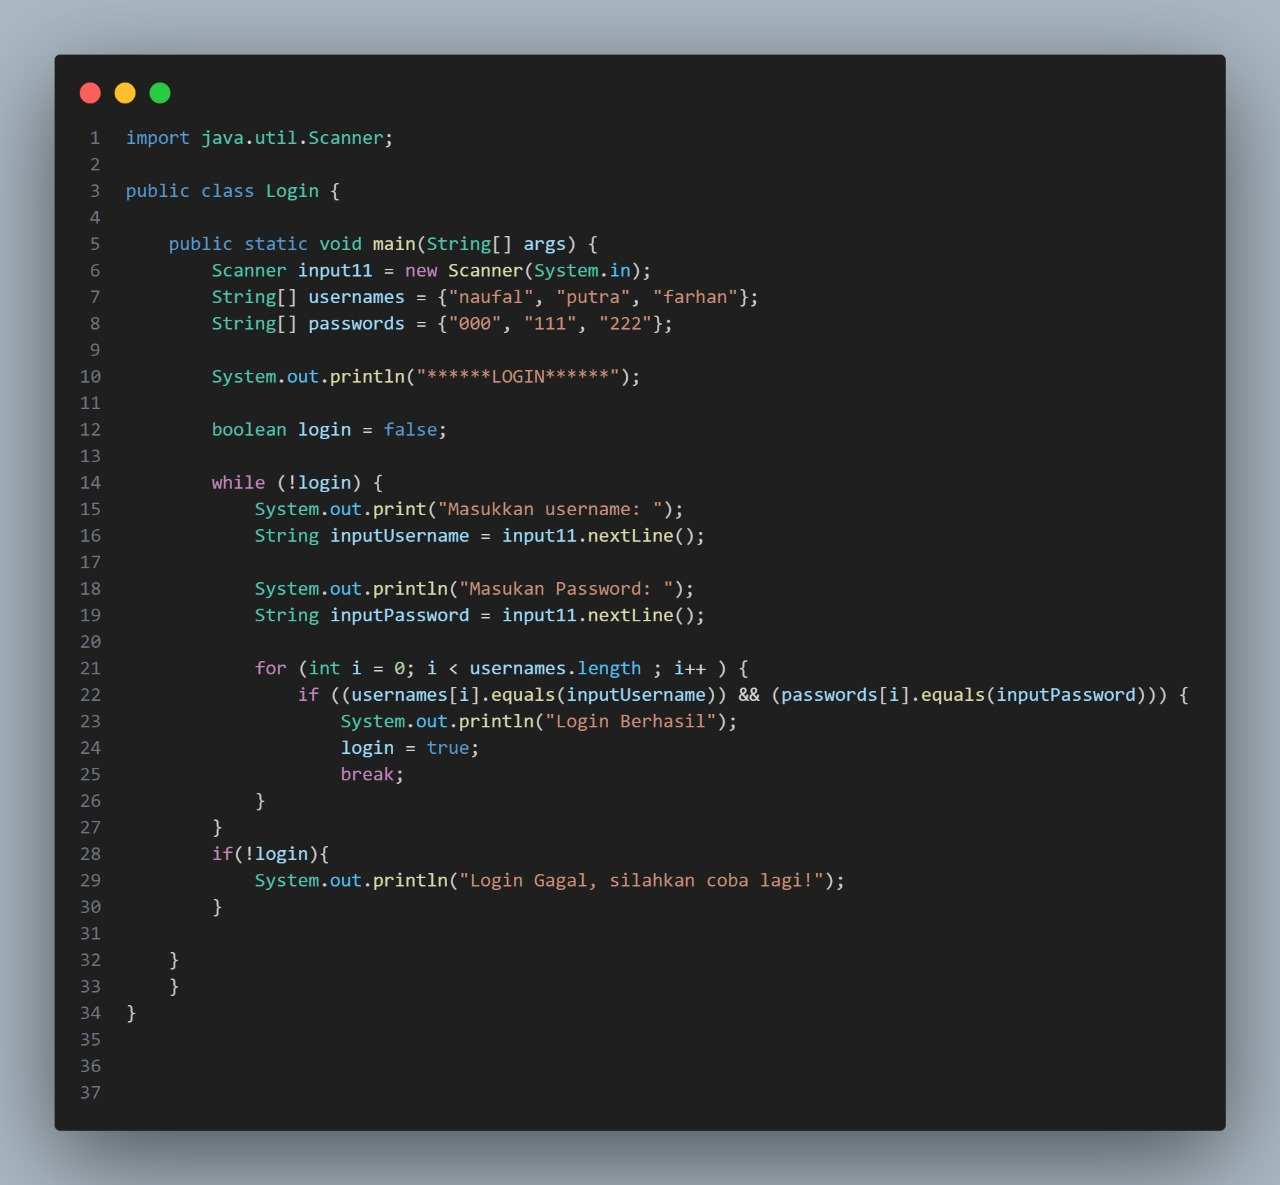 1 import java.util.Scanner;
2
3 public class Login {
4
5     public static void main(String[] args) {
6         Scanner input11 = new Scanner(System.in);
7         String[] usernames = {"naufal", "putra", "farhan"};
8         String[] passwords = {"000", "111", "222"};
9
10         System.out.println("******LOGIN******");
11
12         boolean login = false;
13
14         while (!login) {
15             System.out.print("Masukkan username: ");
16             String inputUsername = input11.nextLine();
17
18             System.out.println("Masukan Password: ");
19             String inputPassword = input11.nextLine();
20
21             for (int i = 0; i < usernames.length ; i++ ) {
22                 if ((usernames[i].equals(inputUsername)) && (passwords[i].equals(inputPassword))) {
23                     System.out.println("Login Berhasil");
24                     login = true;
25                     break;
26             }
27         }
28         if(!login){
29             System.out.println("Login Gagal, silahkan coba lagi!");
30         }
31
32     }
33     }
34 }
35
36
37